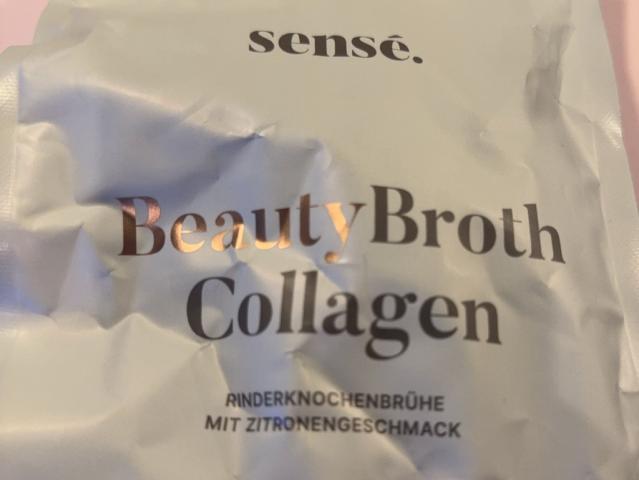 sensé.
BeautyBroth
Collagen
RINDERKNOCHENBRÜHE
MIT ZITRONENGESCHMACK